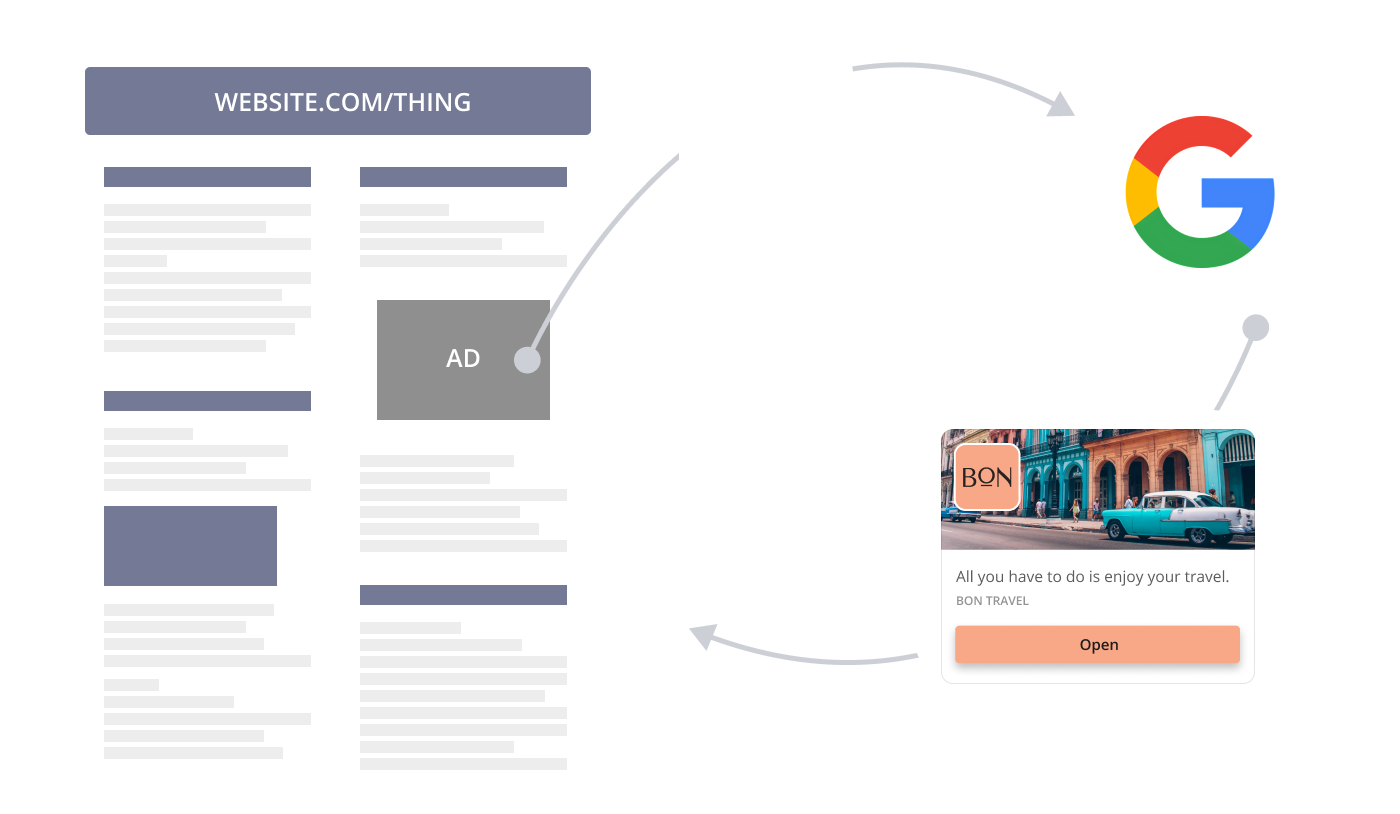 WEBSITE.COM/THING
AD
BON
All you have to do is enjoy your travel.
BON TRAVEL
Open